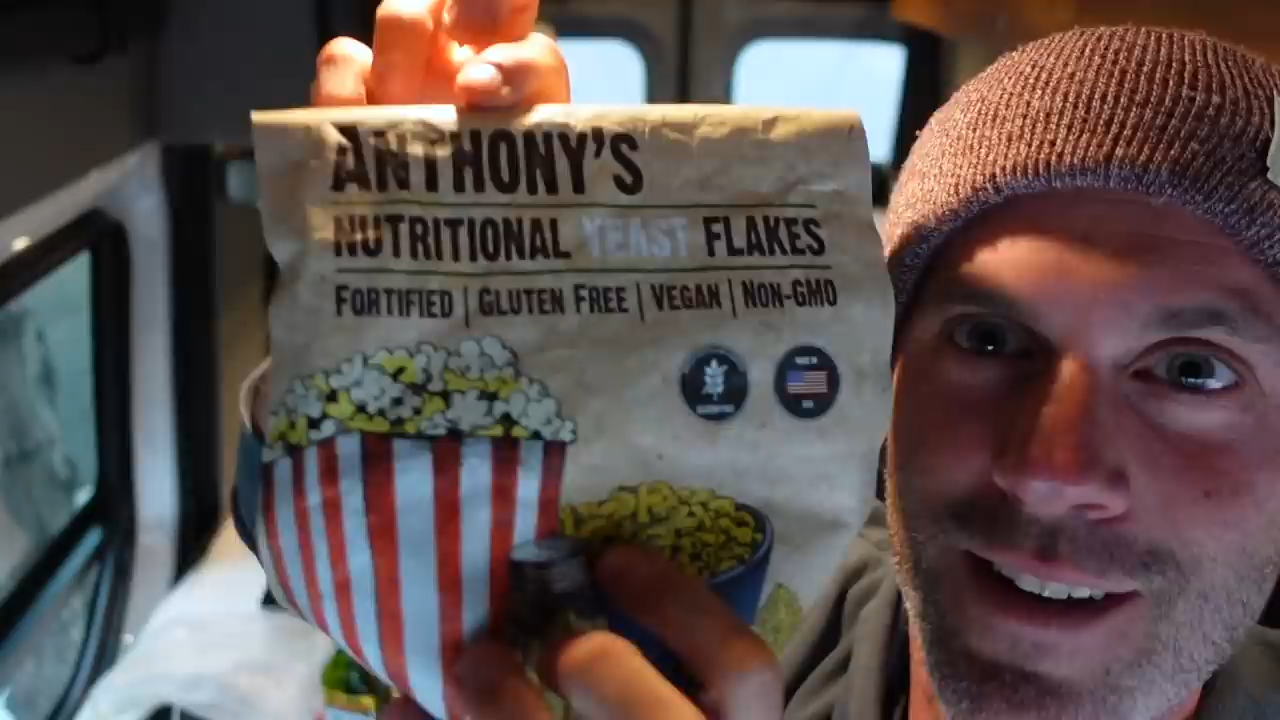 ANTHONY'S
NUTRITIONAL YEAST FLAKES
FORTIFIED | GLUTEN FREE | VEGAN | NON-GMO